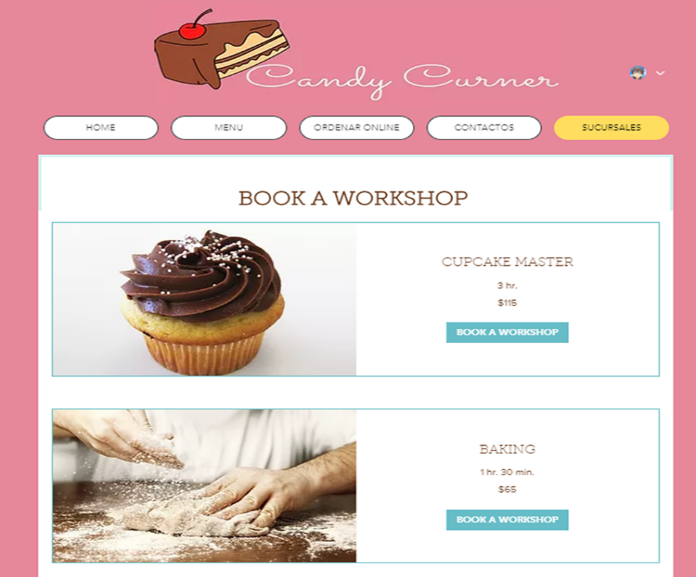 Candy Curner
HOME
MENU
ORDENAR ONLINE
CONTACTOS
SUCURSALES
BOOK A WORKSHOP
CUPCAKE MASTER
3 hr.
$115
BOOK A WORKSHOP
BAKING
1 hr. 30 min.
$65
BOOK A WORKSHOP